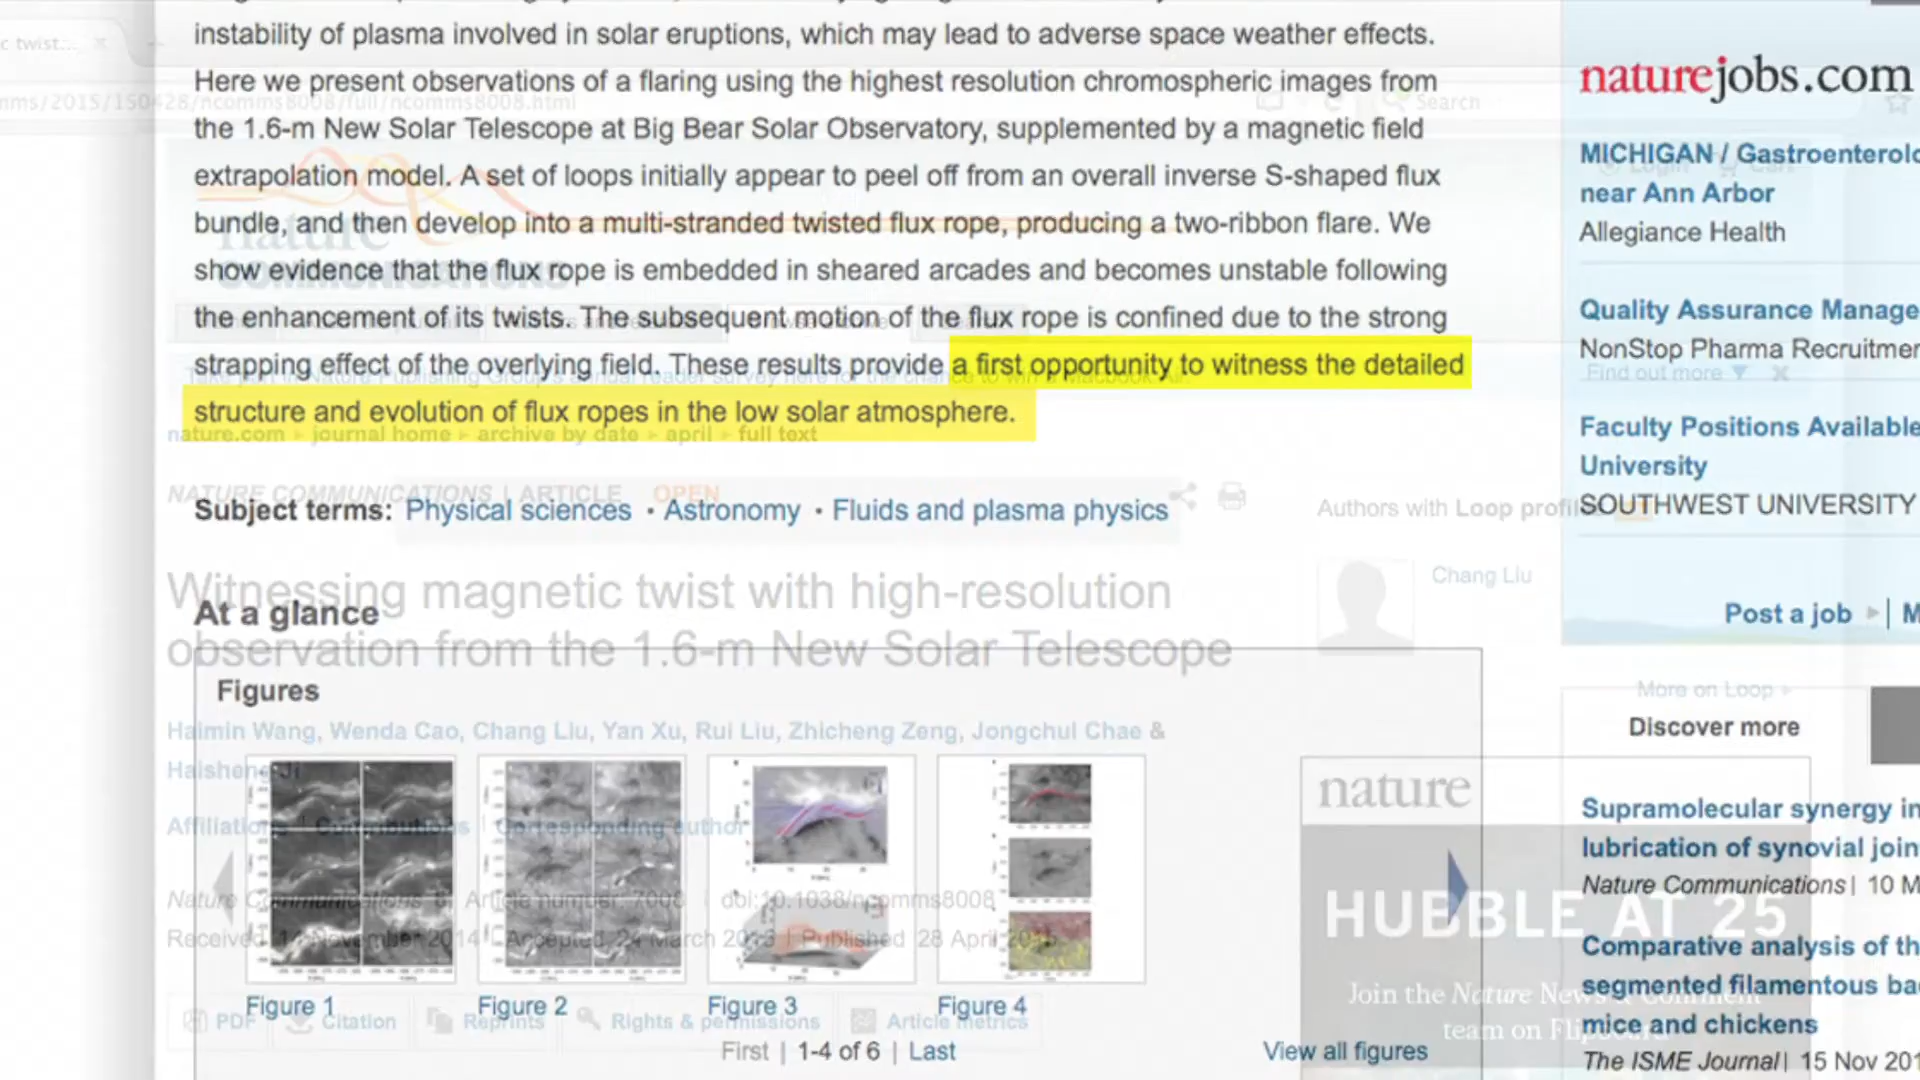 instability of plasma involved in solar eruptions, which may lead to adverse space weather effects.
Here we present observations of a flaring using the highest resolution chromospheric images from
the 1.6-m New Solar Telescope at Big Bear Solar Observatory, supplemented by a magnetic field
extrapolation model. A set of loops initially appear to peel off from an overall inverse S-shaped flux
bundle, and then develop into a multi-stranded twisted flux rope, producing a two-ribbon flare. We
show evidence that the flux rope is embedded in sheared arcades and becomes unstable following
the enhancement of its twists. The subsequent motion of the flux rope is confined due to the strong
strapping effect of the overlying field. These results provide a first opportunity to witness the detailed
structure and evolution of flux ropes in the low solar atmosphere.
Subject terms: Physical sciences • Astronomy • Fluids and plasma physics
At a glance
Figures
Figure 1
Figure 2
Figure 3
Figure 4
First | 1-4 of 6 | Last
View all figures
naturejobs.com
MICHIGAN / Gastroenterolo
near Ann Arbor
Allegiance Health
Quality Assurance Manage
NonStop Pharma Recruitmen
Faculty Positions Available
University
SOUTHWEST UNIVERSITY
Post a job | M
Discover more
Supramolecular synergy in
lubrication of synovial join
Nature Communications | 10 M
Comparative analysis of th
segmented filamentous ba
mice and chickens
The ISME Journal | 15 Nov 201
c twist...
mms/2015/150428/ncomms8008/full/ncomms8008.html
Search
Login
Cart
nature
COMMUNICATIONS
Find out more
nature.com journal home archive by date april full text
NATURE COMMUNICATIONS | ARTICLE OPEN
Witnessing magnetic twist with high-resolution
observation from the 1.6-m New Solar Telescope
Haimin Wang, Wenda Cao, Chang Liu, Yan Xu, Rui Liu, Zhicheng Zeng, Jongchul Chae &
Haisheng Ji
Affiliations | Contributions | Corresponding author
Nature Communications 6, Article number: 7008 | doi:10.1038/ncomms8008
Accepted 24 March 2015 | Published 28 April 2015
PDF Citation Reprints Rights & permissions Article metrics
Authors with Loop profiles
Chang Liu
More on Loop
nature
HUBBLE AT 25
Join the Nature News & Comment
team on Flipboard